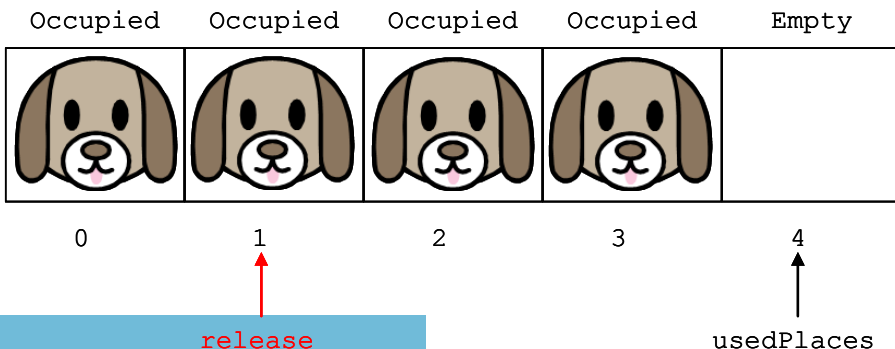 Occupied Occupied Occupied Occupied Empty
0 1 2 3 4
release usedPlaces